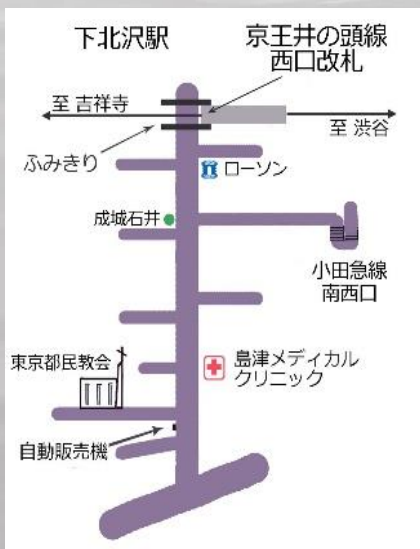 下北沢駅
京王井の頭線
西口改札
至 吉祥寺
至 渋谷
ふみきり
ローソン
成城石井
小田急線
南西口
東京都民教会
島津メディカル
クリニック
自動販売機